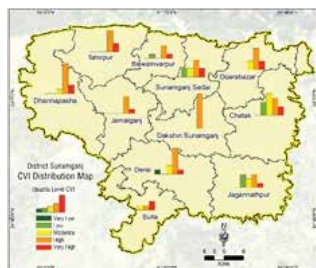 Tahirpur
Biswamvarpur
Dharmapasha
Sunamganj Sadar
Doarabazar
Jamalganj
Dakshin Sunamganj
Chatak
Derai
Jagannathpur
Sulla
District Sunamganj
CVI Distribution Map
Upazila Level CVI
Very Low
Low
Moderate
High
Very High